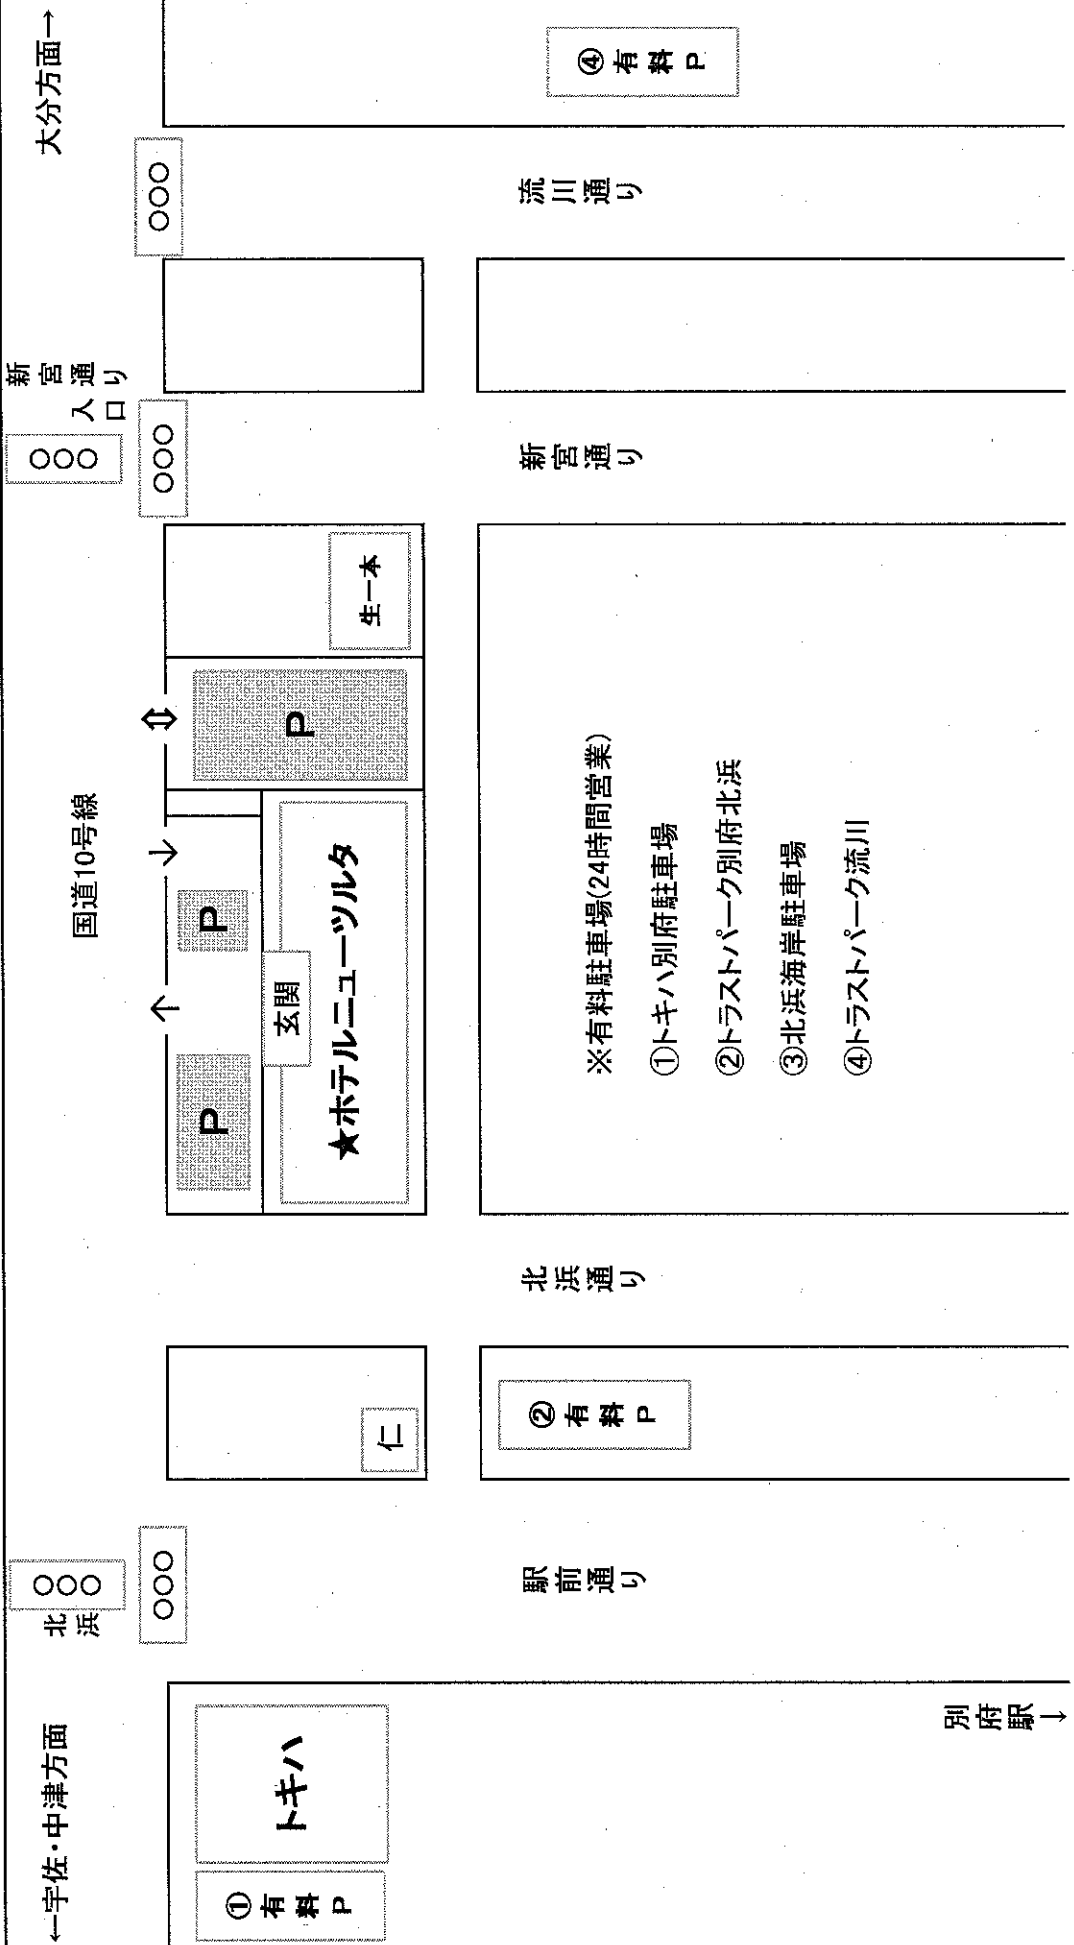 ←宇佐・中津方面
北浜
○○○
国道10号線
新宮通り
入口
○○○
大分方面→
○○○
○○○
○○○
①有料P
トキハ
P
P
玄関
★ホテルニューツルタ
P
生一本
仁
駅前通り
②有料P
北浜通り
新宮通り
流川通り
④有料P
※有料駐車場(24時間営業)
①トキハ別府駐車場
②トラストパーク別府北浜
③北浜海岸駐車場
④トラストパーク流川
別府駅
↓